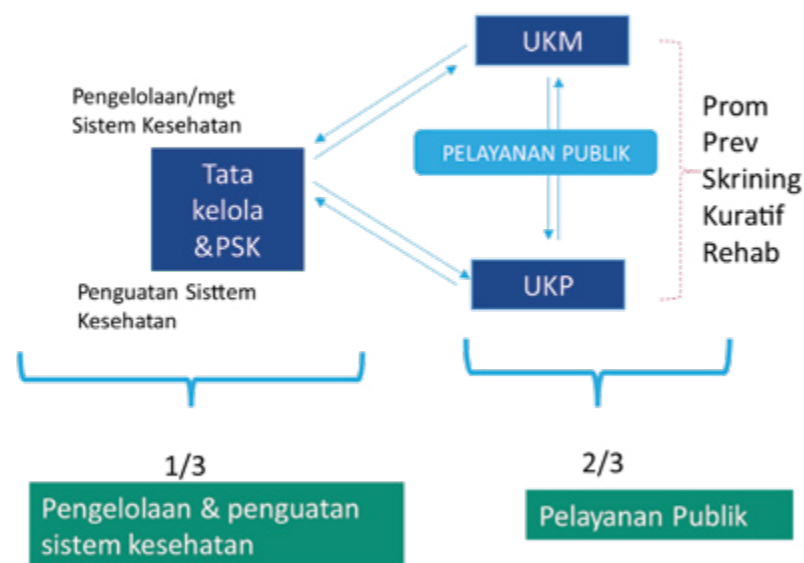 UKM
Pengelolaan/mgt
Sistem Kesehatan
Tata
kelola
&PSK
Penguatan Sisttem
Kesehatan
PELAYANAN PUBLIK
UKP
Prom
Prev
Skrining
Kuratif
Rehab
1/3
Pengelolaan & penguatan
sistem kesehatan
2/3
Pelayanan Publik